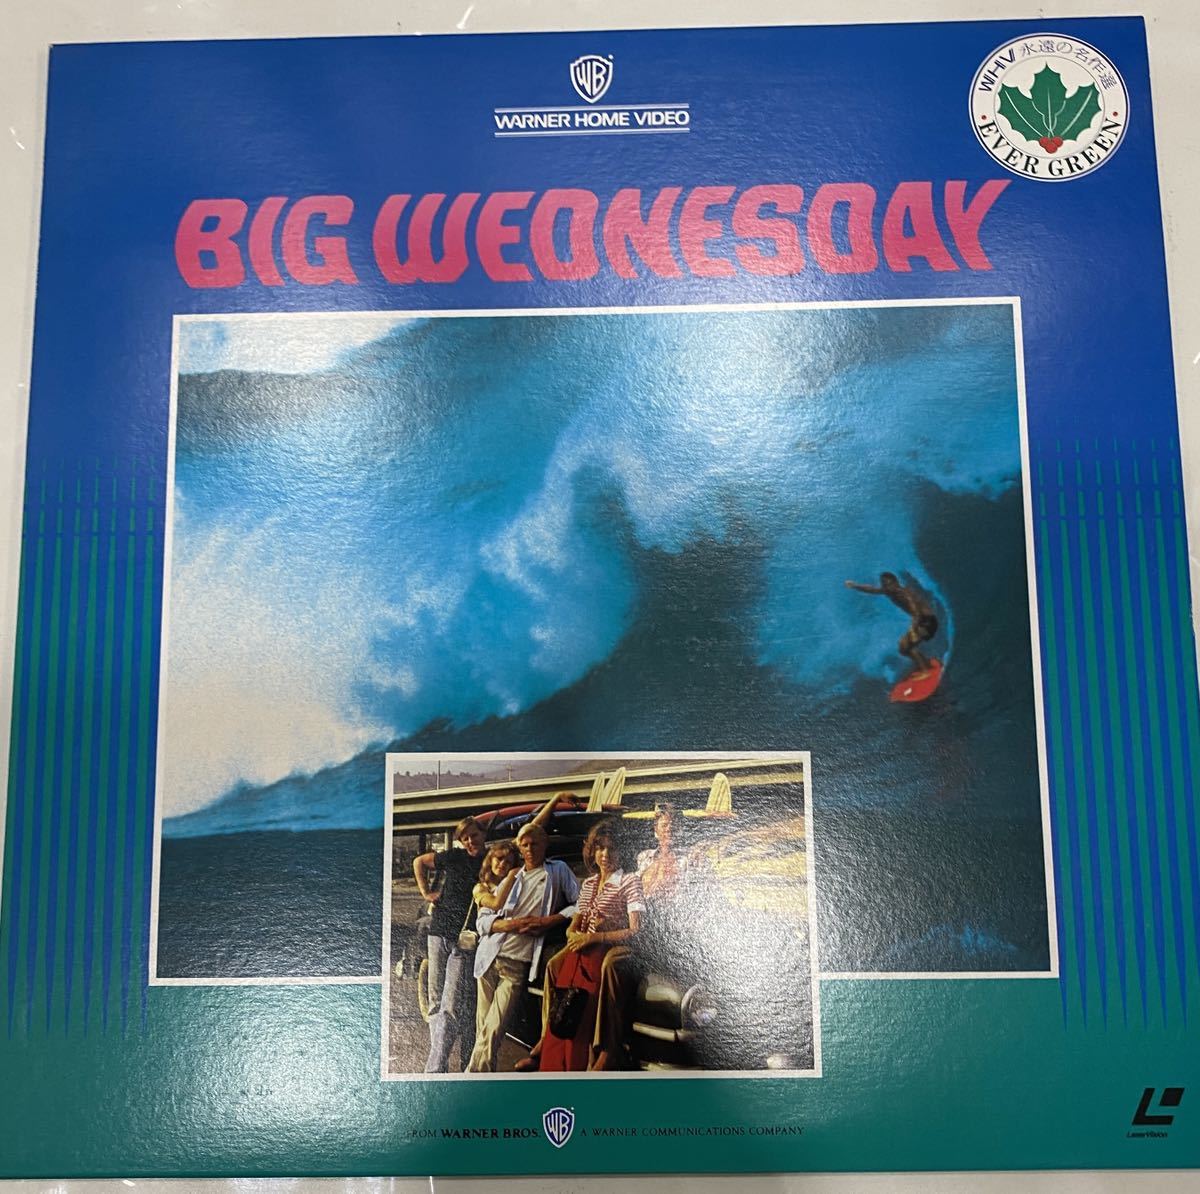 WB
WARNER HOME VIDEO
WHV 永遠の名作選
・EVER GREEN・
BIG WEDNESDAY
FROM WARNER BROS. WB A WARNER COMMUNICATIONS COMPANY
LaserVision